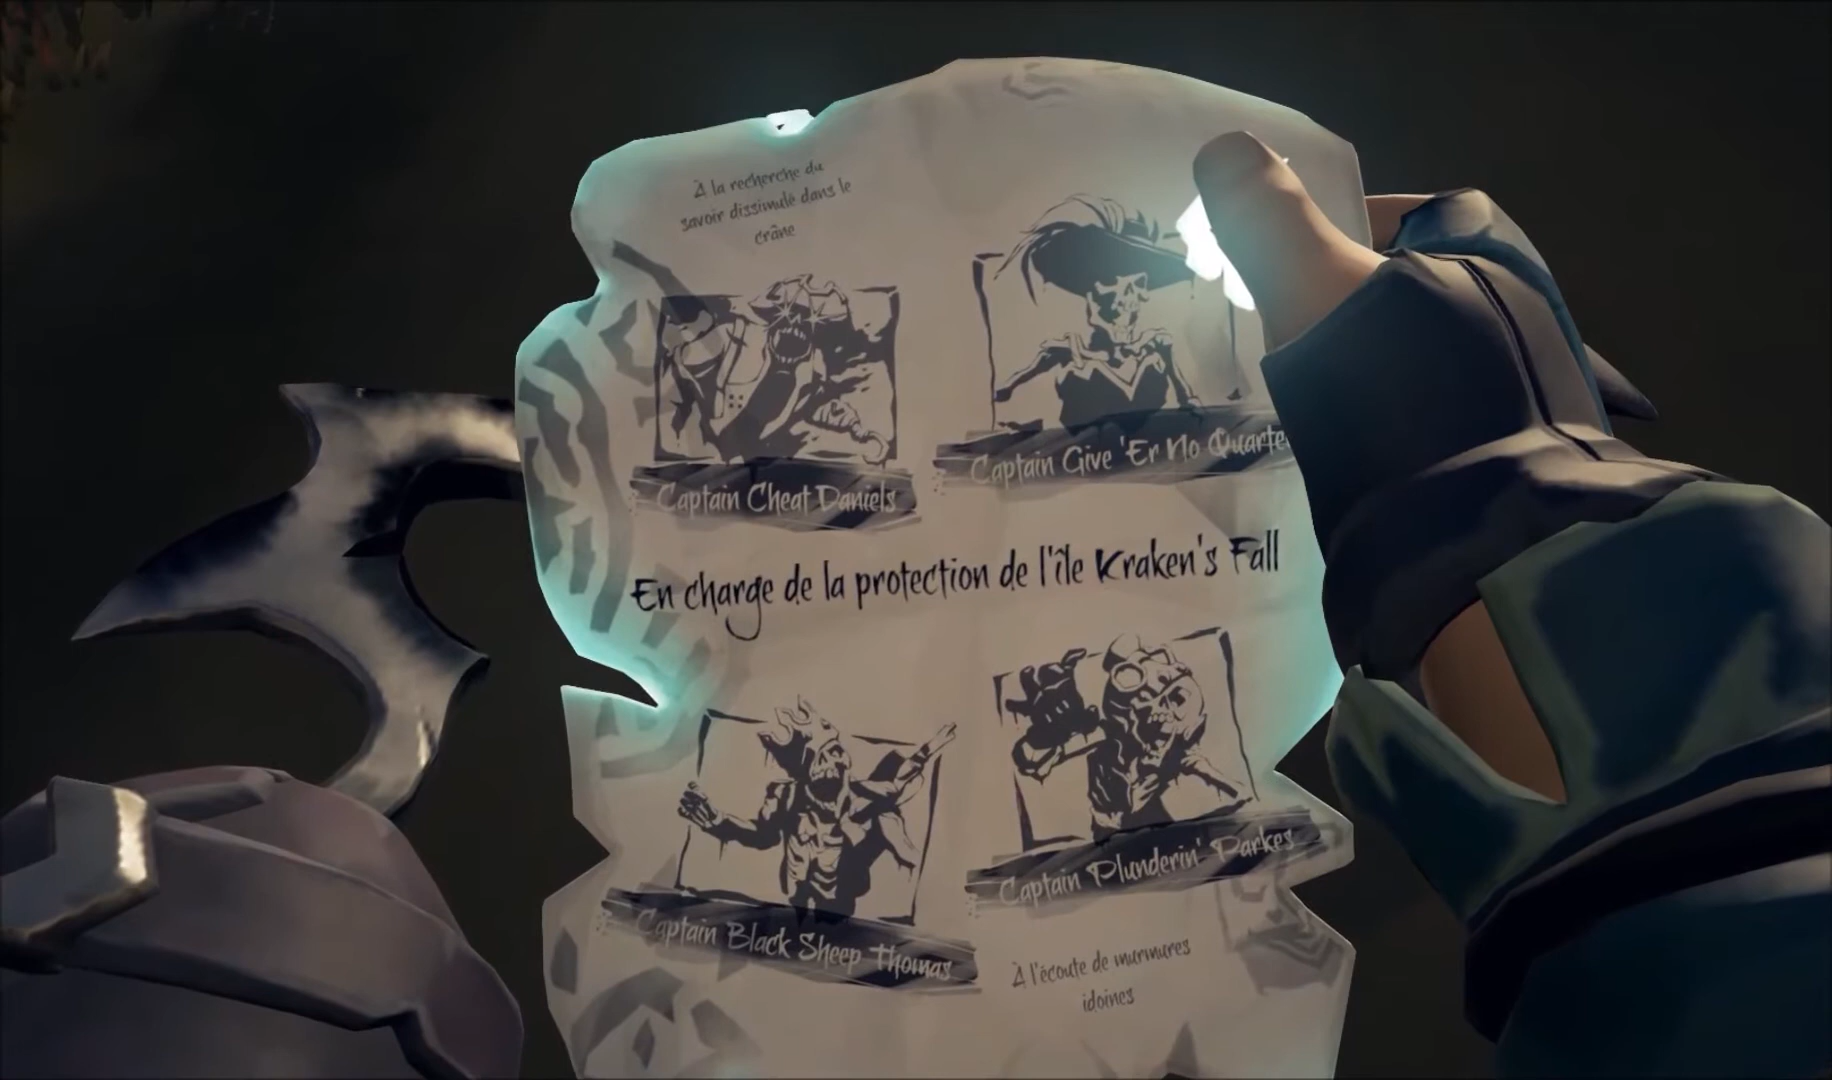 À la recherche du
savoir dissimulé dans le
crâne
Captain Cheat Daniels
Captain Give 'Er No
En charge de la protection de l'île Kraken's Fall
Captain Black Sheep Thomas
Captain Plunderin' Parkes
À l'écoute de murmures
idoines